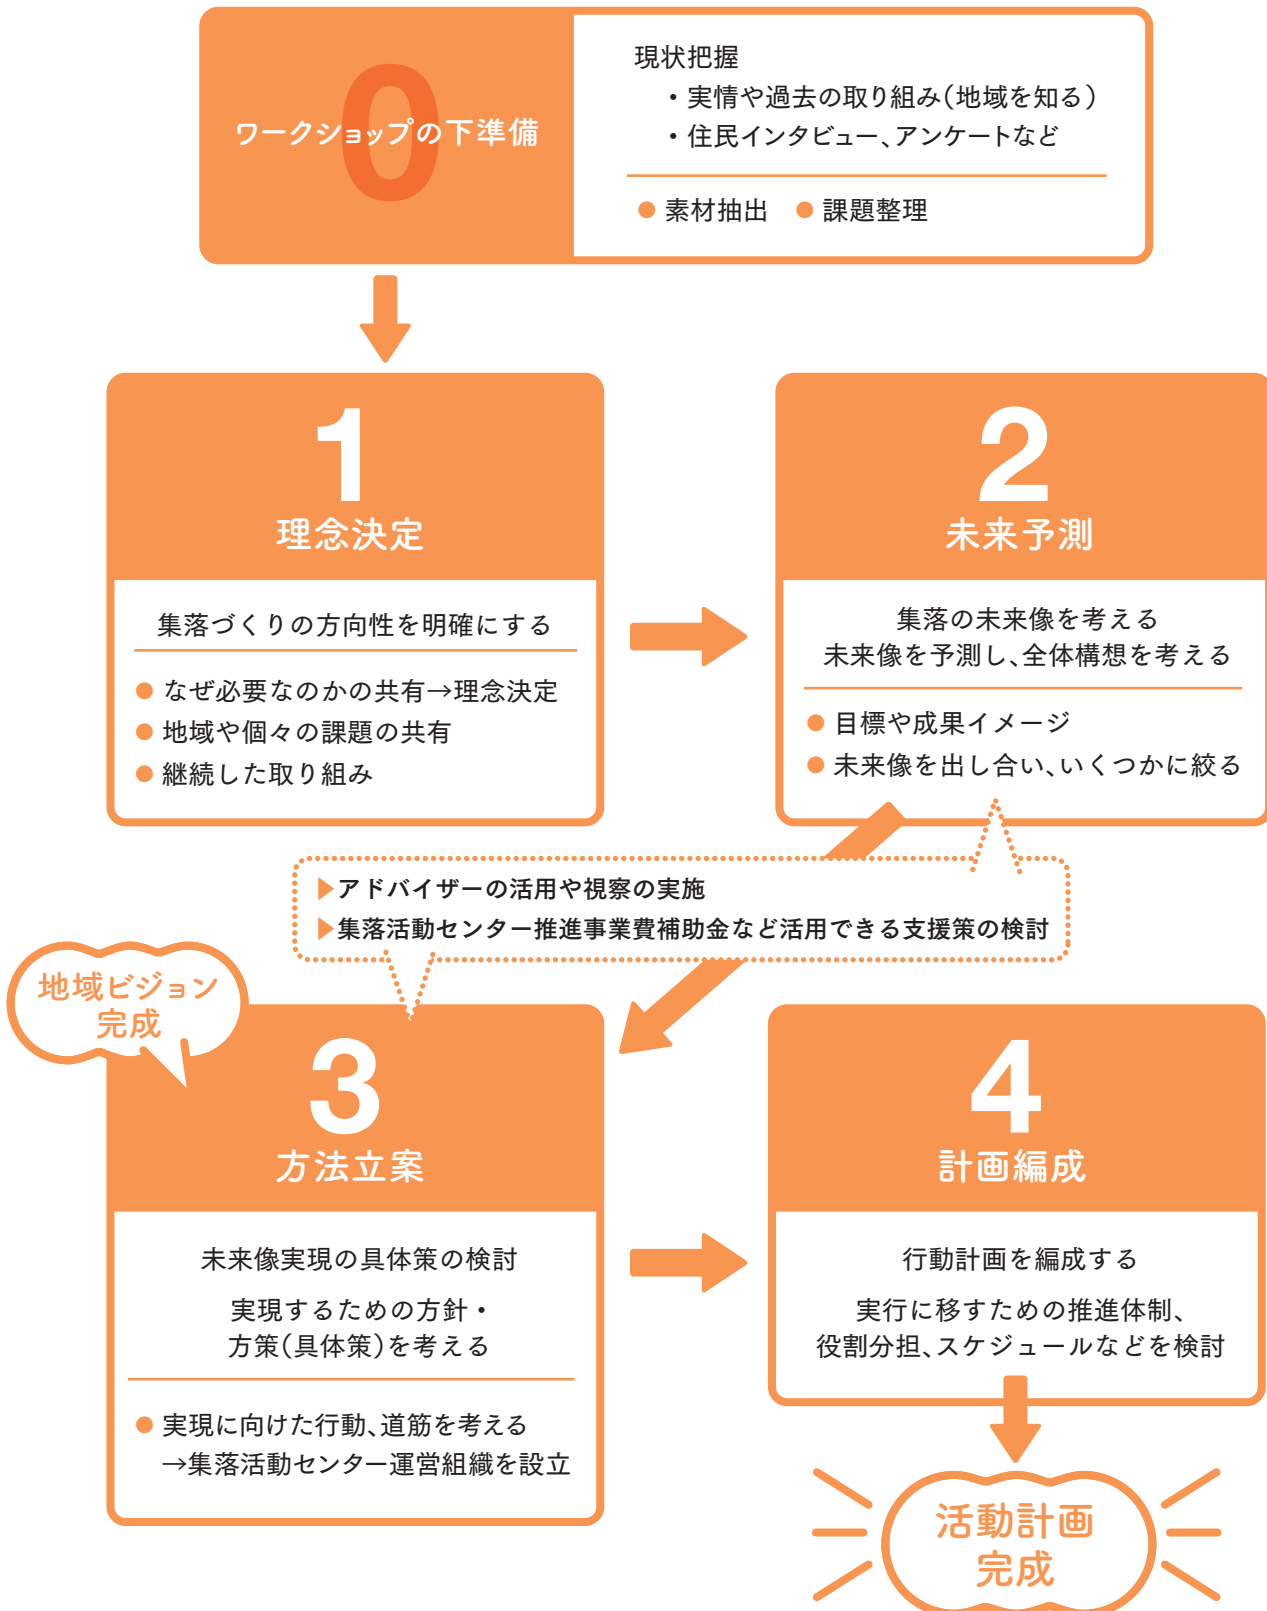 0
ワークショップの下準備
現状把握
・実情や過去の取り組み（地域を知る）
・住民インタビュー、アンケートなど
● 素材抽出 ● 課題整理
1
理念決定
集落づくりの方向性を明確にする
● なぜ必要なのかの共有→理念決定
● 地域や個々の課題の共有
● 継続した取り組み
2
未来予測
集落の未来像を考える
未来像を予測し、全体構想を考える
● 目標や成果イメージ
● 未来像を出し合い、いくつかに絞る
▶アドバイザーの活用や視察の実施
▶集落活動センター推進事業費補助金など活用できる支援策の検討
地域ビジョン
完成
3
方法立案
未来像実現の具体策の検討
実現するための方針・
方策（具体策）を考える
● 実現に向けた行動、道筋を考える
→集落活動センター運営組織を設立
4
計画編成
行動計画を編成する
実行に移すための推進体制、
役割分担、スケジュールなどを検討
活動計画
完成